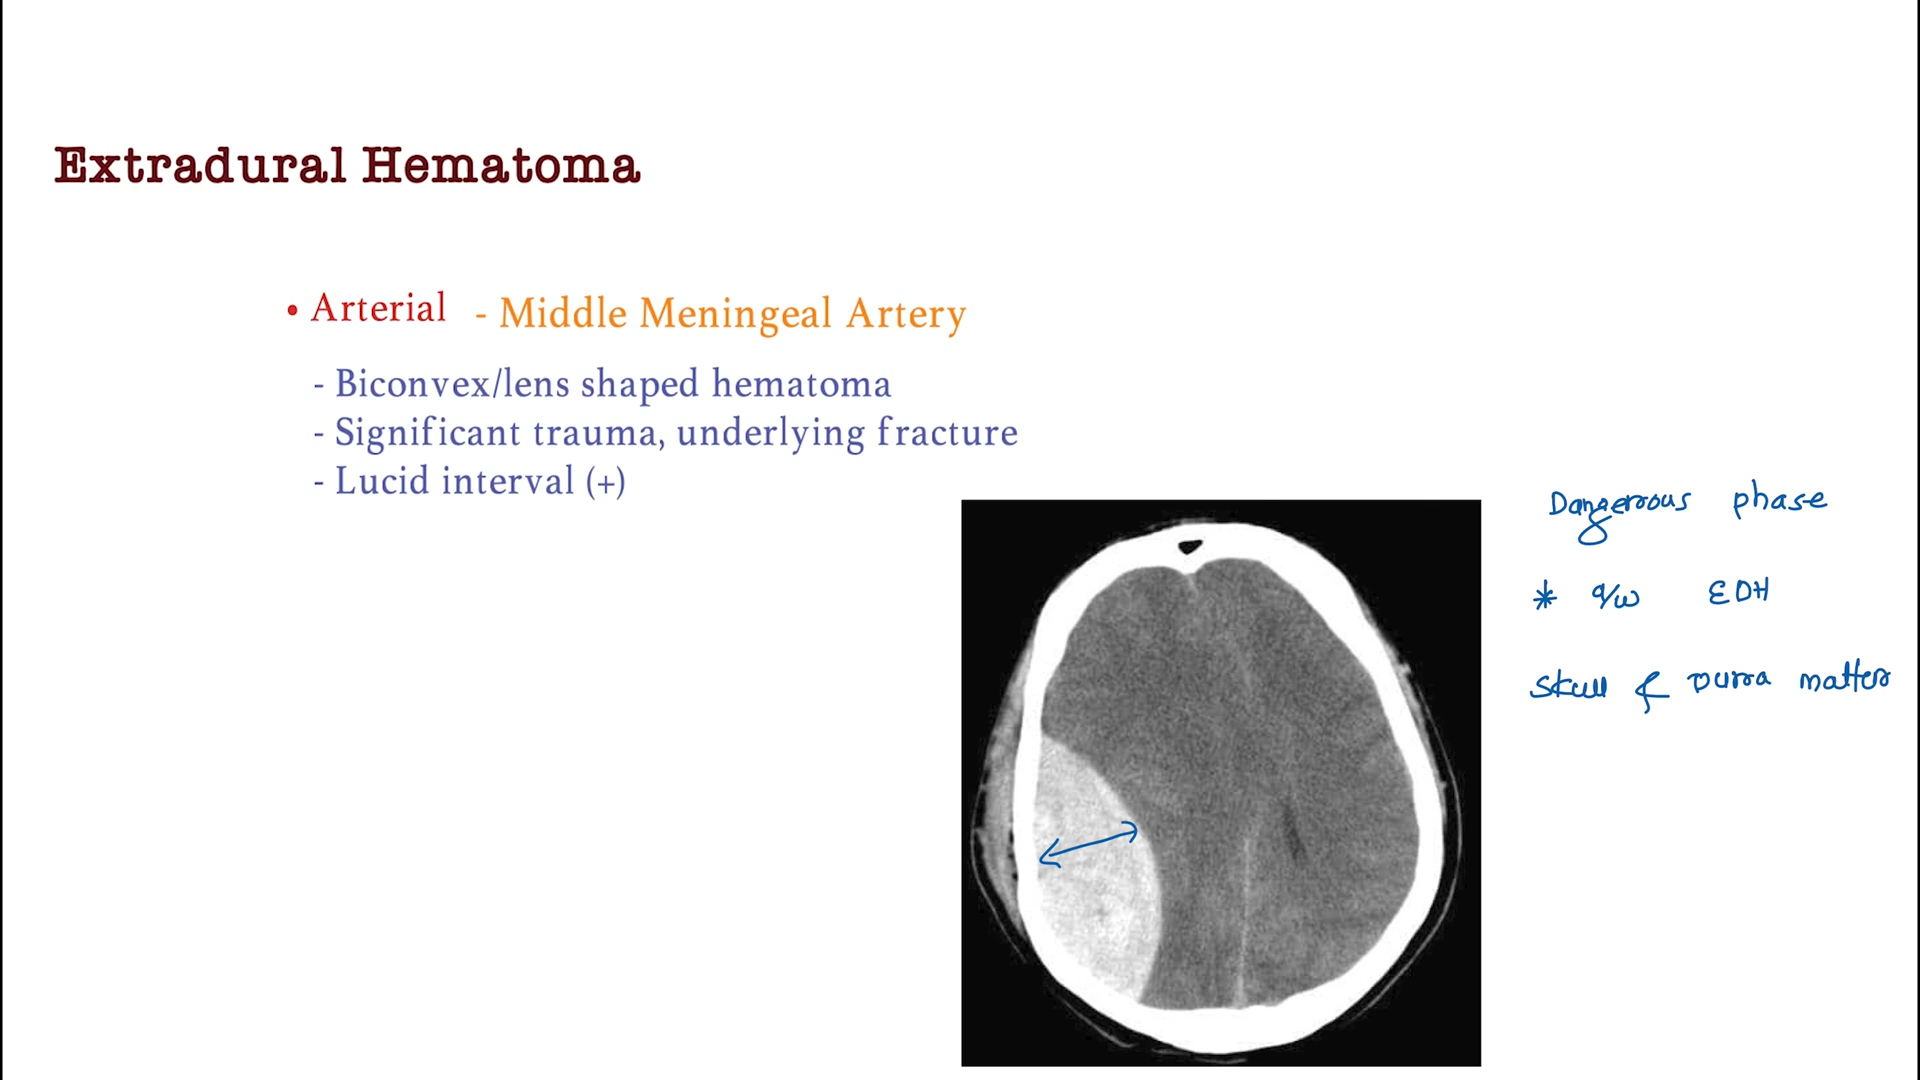 Extradural Hematoma
• Arterial - Middle Meningeal Artery
- Biconvex/lens shaped hematoma
- Significant trauma, underlying fracture
- Lucid interval (+)
Dangerous phase
* EDH
Skull & Dura matter